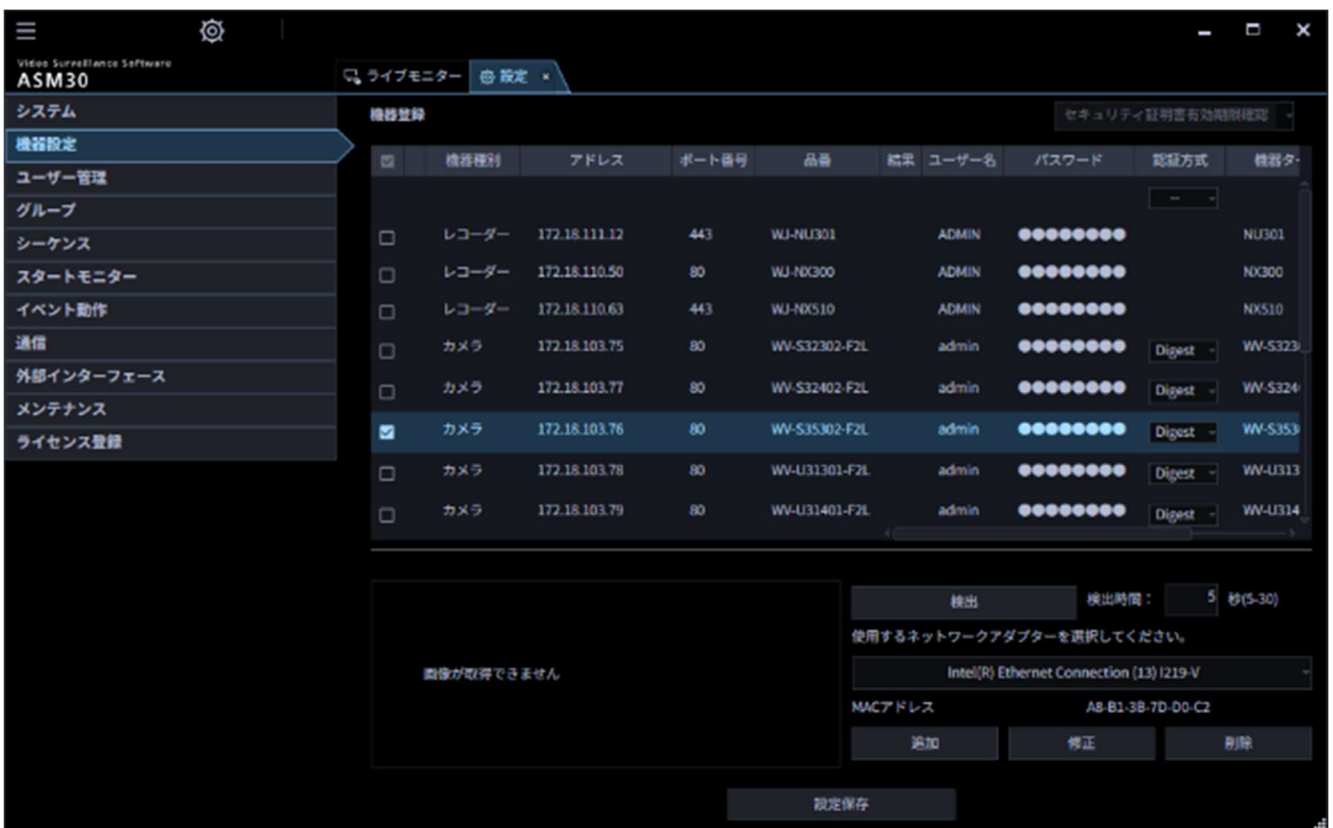 Video Surveillance Software
ASM30
ライブモニター 設定 ×
システム
機器設定
ユーザー管理
グループ
シーケンス
スタートモニター
イベント動作
通信
外部インターフェース
メンテナンス
ライセンス登録
機器登録 セキュリティ証明書有効期限確認
機器種別 アドレス ポート番号 品番 結果 ユーザー名 パスワード 認証方式 機器タ
--
レコーダー 172.18.111.12 443 WJ-NU301 ADMIN ●●●●●●●● NU301
レコーダー 172.18.110.50 80 WJ-NX300 ADMIN ●●●●●●●● NX300
レコーダー 172.18.110.63 443 WJ-NX510 ADMIN ●●●●●●●● NX510
カメラ 172.18.103.75 80 WV-S32302-F2L admin ●●●●●●●● Digest WV-S323
カメラ 172.18.103.77 80 WV-S32402-F2L admin ●●●●●●●● Digest WV-S324
カメラ 172.18.103.76 80 WV-S35302-F2L admin ●●●●●●●● Digest WV-S353
カメラ 172.18.103.78 80 WV-U31301-F2L admin ●●●●●●●● Digest WV-U313
カメラ 172.18.103.79 80 WV-U31401-F2L admin ●●●●●●●● Digest WV-U314
画像が取得できません
検出 検出時間： 5 秒(5-30)
使用するネットワークアダプターを選択してください。
Intel(R) Ethernet Connection (13) I219-V
MACアドレス A8-B1-3B-7D-D0-C2
追加 修正 削除
設定保存